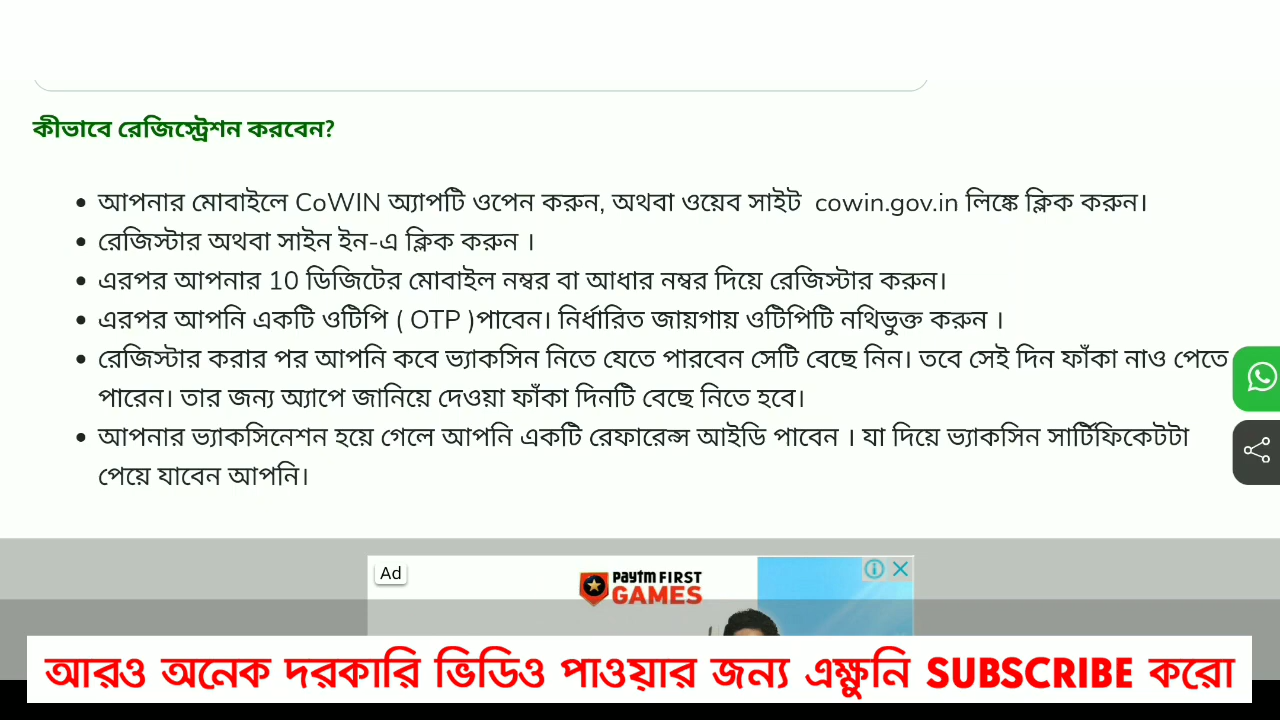 কীভাবে রেজিস্ট্রেশন করবেন?
আপনার মোবাইলে CoWIN অ্যাপটি ওপেন করুন, অথবা ওয়েব সাইট cowin.gov.in লিঙ্কে ক্লিক করুন।
রেজিস্টার অথবা সাইন ইন-এ ক্লিক করুন ।
এরপর আপনার 10 ডিজিটের মোবাইল নম্বর বা আধার নম্বর দিয়ে রেজিস্টার করুন।
এরপর আপনি একটি ওটিপি ( OTP )পাবেন। নির্ধারিত জায়গায় ওটিপিটি নথিভুক্ত করুন ।
রেজিস্টার করার পর আপনি কবে ভ্যাকসিন নিতে যেতে পারবেন সেটি বেছে নিন। তবে সেই দিন ফাঁকা নাও পেতে
পারেন। তার জন্য অ্যাপে জানিয়ে দেওয়া ফাঁকা দিনটি বেছে নিতে হবে।
আপনার ভ্যাকসিনেশন হয়ে গেলে আপনি একটি রেফারেন্স আইডি পাবেন । যা দিয়ে ভ্যাকসিন সার্টিফিকেটটা
পেয়ে যাবেন আপনি।
Ad
Paytm FIRST
GAMES
আরও অনেক দরকারি ভিডিও পাওয়ার জন্য এক্ষুনি SUBSCRIBE করো